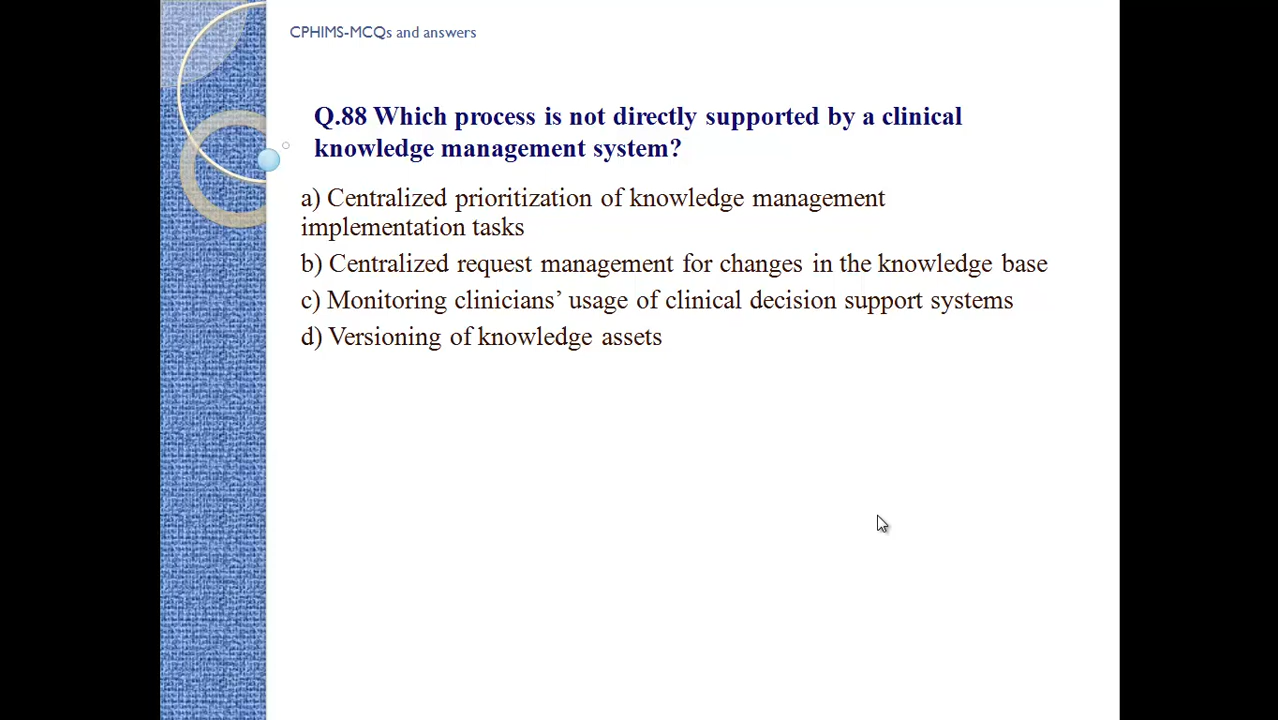 CPHIMS-MCQs and answers
Q.88 Which process is not directly supported by a clinical
knowledge management system?
a) Centralized prioritization of knowledge management
implementation tasks
b) Centralized request management for changes in the knowledge base
c) Monitoring clinicians’ usage of clinical decision support systems
d) Versioning of knowledge assets